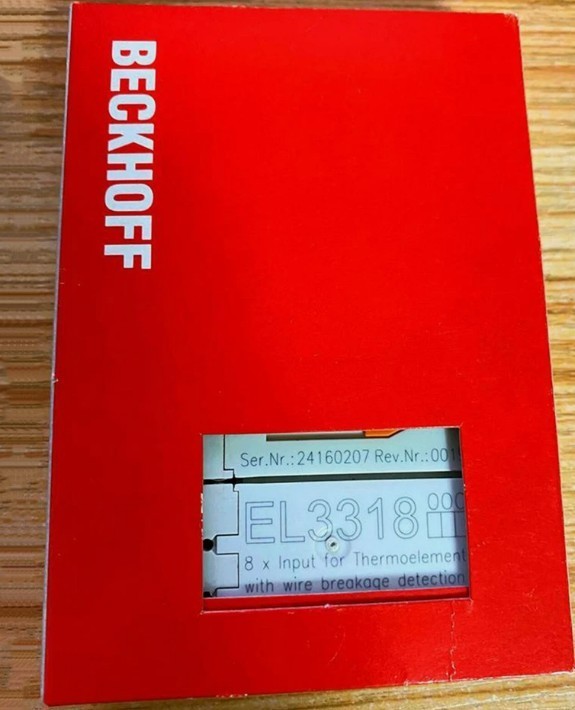 BECKHOFF
Ser.Nr.:24160207 Rev.Nr.:001
EL3318
8 x Input for Thermoelement
with wire breakage detection